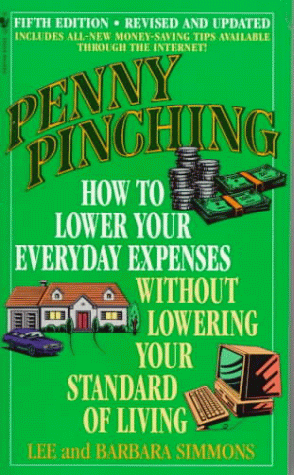 FIFTH EDITION • REVISED AND UPDATED
INCLUDES ALL-NEW MONEY-SAVING TIPS AVAILABLE
THROUGH THE INTERNET!
PENNY
PINCHING
HOW TO
LOWER YOUR
EVERYDAY EXPENSES
WITHOUT
LOWERING
YOUR
STANDARD
OF LIVING
LEE and BARBARA SIMMONS